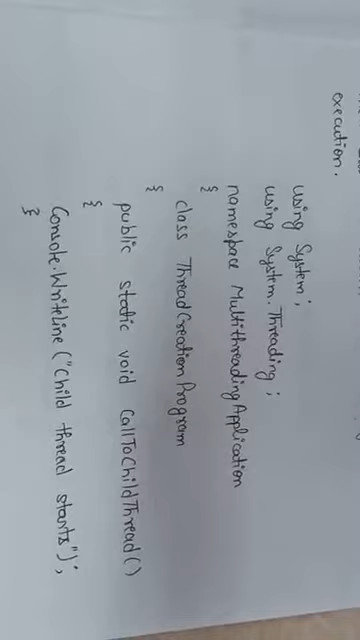 execution.
using System;
using System.Threading;
namespace MultithreadingApplication
{
class ThreadCreationProgram
{
public static void CallToChildThread()
{
Console.WriteLine("Child thread starts");
}